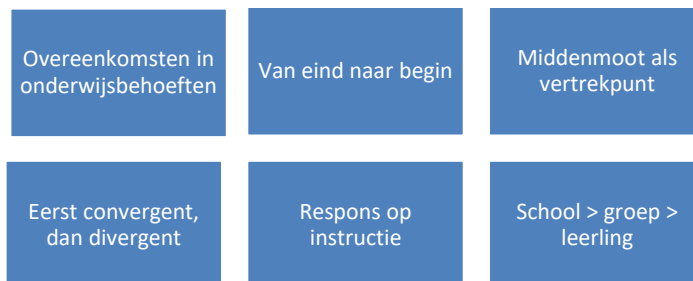 Overeenkomsten in
onderwijsbehoeften
Van eind naar begin
Middenmoot als
vertrekpunt
Eerst convergent,
dan divergent
Respons op
instructie
School > groep >
leerling